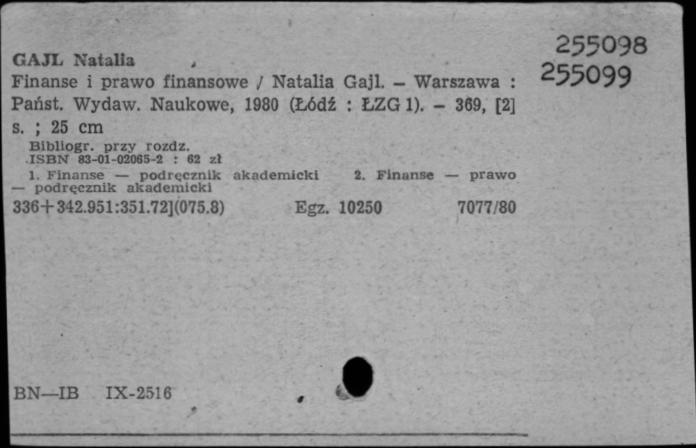 255098
255099
GAJL Natalia
Finanse i prawo finansowe / Natalia Gajl. — Warszawa :
Państ. Wydaw. Naukowe, 1980 (Łódź : ŁZG 1). — 369, [2]
s. ; 25 cm
Bibliogr. przy rozdz.
ISBN 83-01-02065-2 : 62 zł
1. Finanse — podręcznik akademicki 2. Finanse — prawo
— podręcznik akademicki
336+342.951:351.72](075.8) Egz. 10250 7077/80
BN—IB IX-2516